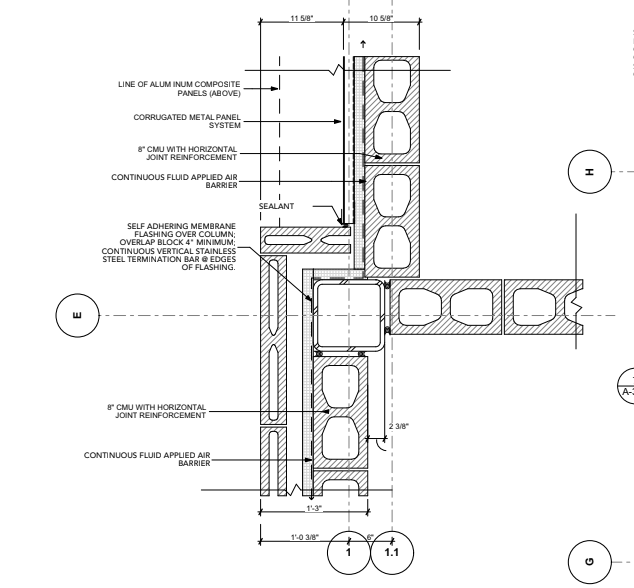 11 5/8"
10 5/8"
LINE OF ALUMINUM COMPOSITE
PANELS (ABOVE)
CORRUGATED METAL PANEL
SYSTEM
8" CMU WITH HORIZONTAL
JOINT REINFORCEMENT
CONTINUOUS FLUID APPLIED AIR
BARRIER
SEALANT
SELF ADHERING MEMBRANE
FLASHING OVER COLUMN;
OVERLAP BLOCK 4" MINIMUM;
CONTINUOUS VERTICAL STAINLESS
STEEL TERMINATION BAR @ EDGES
OF FLASHING.
H
E
8" CMU WITH HORIZONTAL
JOINT REINFORCEMENT
2 3/8"
CONTINUOUS FLUID APPLIED AIR
BARRIER
1'-3"
1'-0 3/8"
6"
1
1.1
G